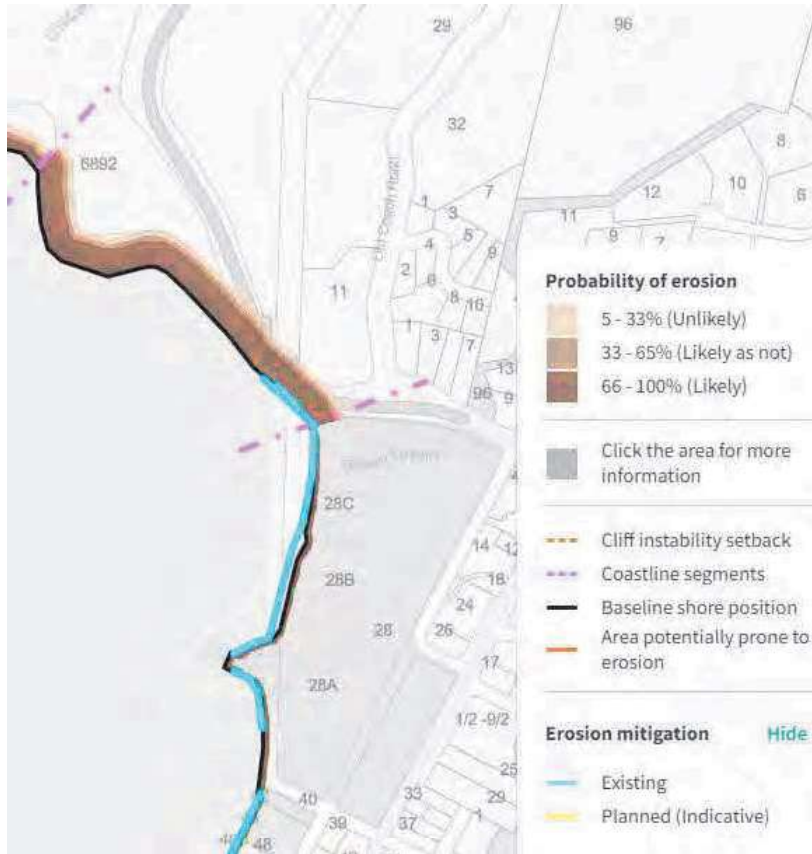 29
96
32
6892
8
7
1
3
12
10
6
11
9
7
5
4
9
2
6
11
8
16
1
3
7
13
96
9
28C
14
12
28B
18
24
28
26
17
28A
1/2 -9/2
25
40
33
29
39
37
1
48
Probability of erosion
5 - 33% (Unlikely)
33 - 65% (Likely as not)
66 - 100% (Likely)
Click the area for more
information
Cliff instability setback
Coastline segments
Baseline shore position
Area potentially prone to
erosion
Erosion mitigation Hide
Existing
Planned (Indicative)